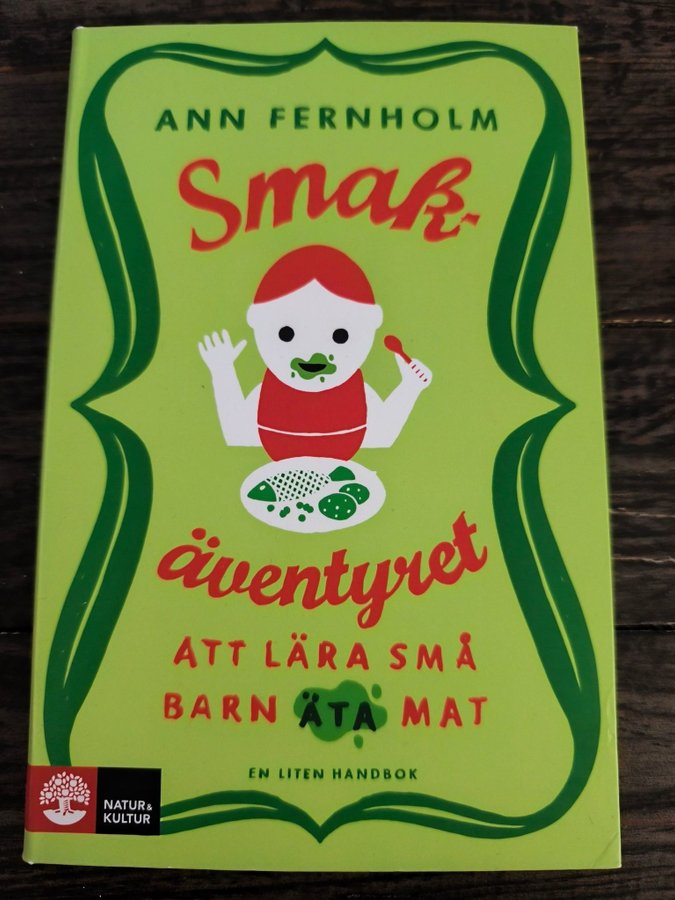 ANN FERNHOLM
Smak-
äventyret
ATT LÄRA SMÅ
BARN ÄTA MAT
EN LITEN HANDBOK
NATUR &
KULTUR